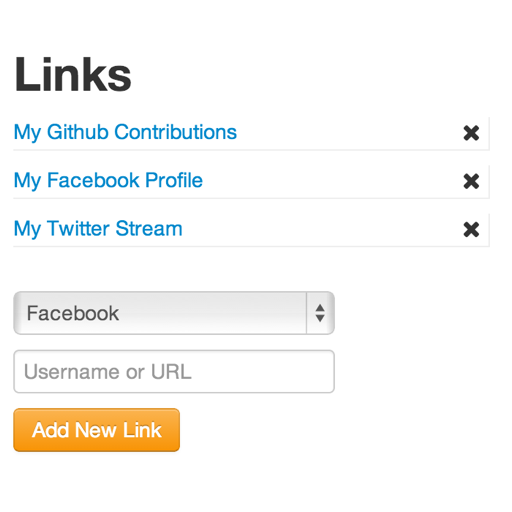 Links
My Github Contributions
My Facebook Profile
My Twitter Stream
Facebook
Username or URL
Add New Link